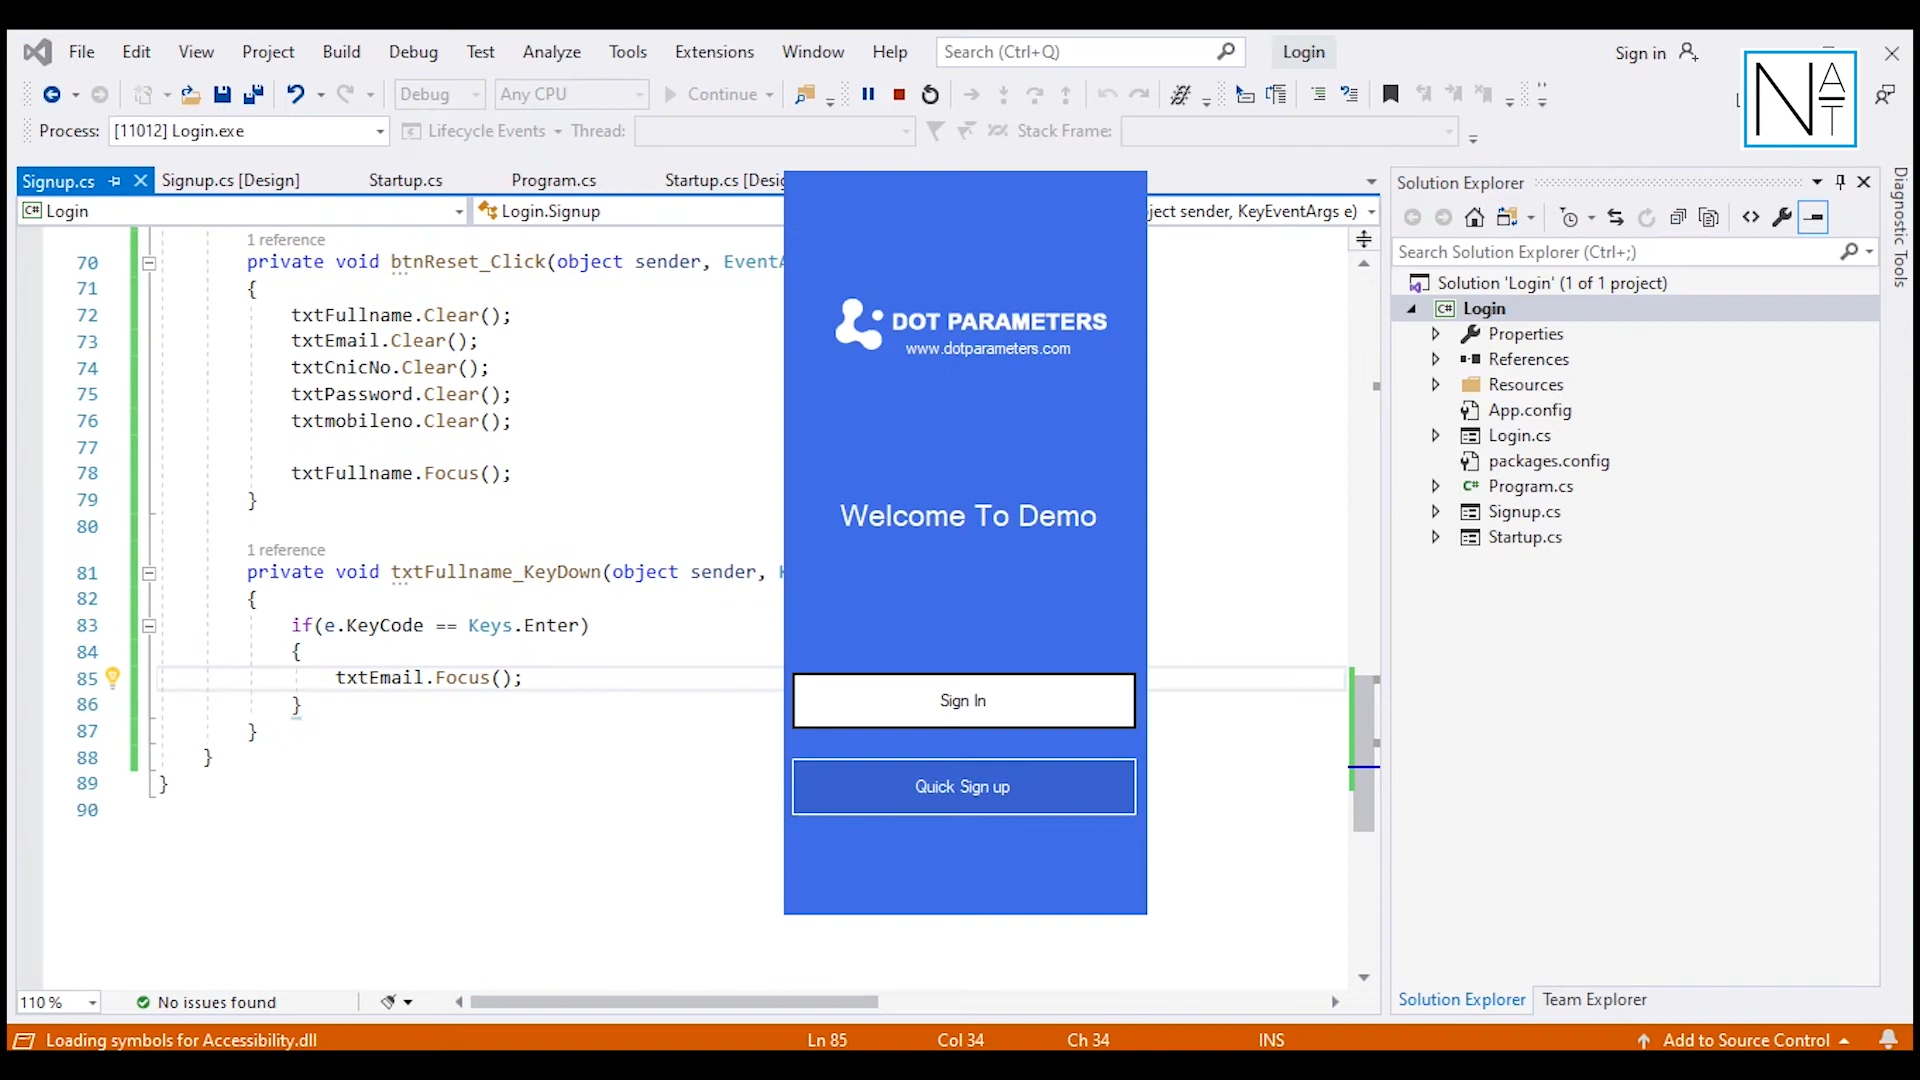 File Edit View Project Build Debug Test Analyze Tools Extensions Window Help Search (Ctrl+Q) Login Sign in
Debug Any CPU Continue
NAT
Process: [11012] Login.exe Lifecycle Events Thread: Stack Frame:
Signup.cs Signup.cs [Design] Startup.cs Program.cs Startup.cs [Desig
Login Login.Signup ject sender, KeyEventArgs e)
1 reference
70 private void btnReset_Click(object sender, EventA
71 {
72 txtFullname.Clear();
73 txtEmail.Clear();
74 txtCnicNo.Clear();
75 txtPassword.Clear();
76 txtmobileno.Clear();
77
78 txtFullname.Focus();
79 }
80
1 reference
81 private void txtFullname_KeyDown(object sender, K
82 {
83 if(e.KeyCode == Keys.Enter)
84 {
85 txtEmail.Focus();
86 }
87 }
88 }
89 }
90
DOT PARAMETERS
www.dotparameters.com
Welcome To Demo
Sign In
Quick Sign up
Solution Explorer
Search Solution Explorer (Ctrl+;)
Solution 'Login' (1 of 1 project)
C# Login
Properties
References
Resources
App.config
Login.cs
packages.config
C# Program.cs
Signup.cs
Startup.cs
Diagnostic Tools
110 % No issues found
Solution Explorer Team Explorer
Loading symbols for Accessibility.dll Ln 85 Col 34 Ch 34 INS Add to Source Control